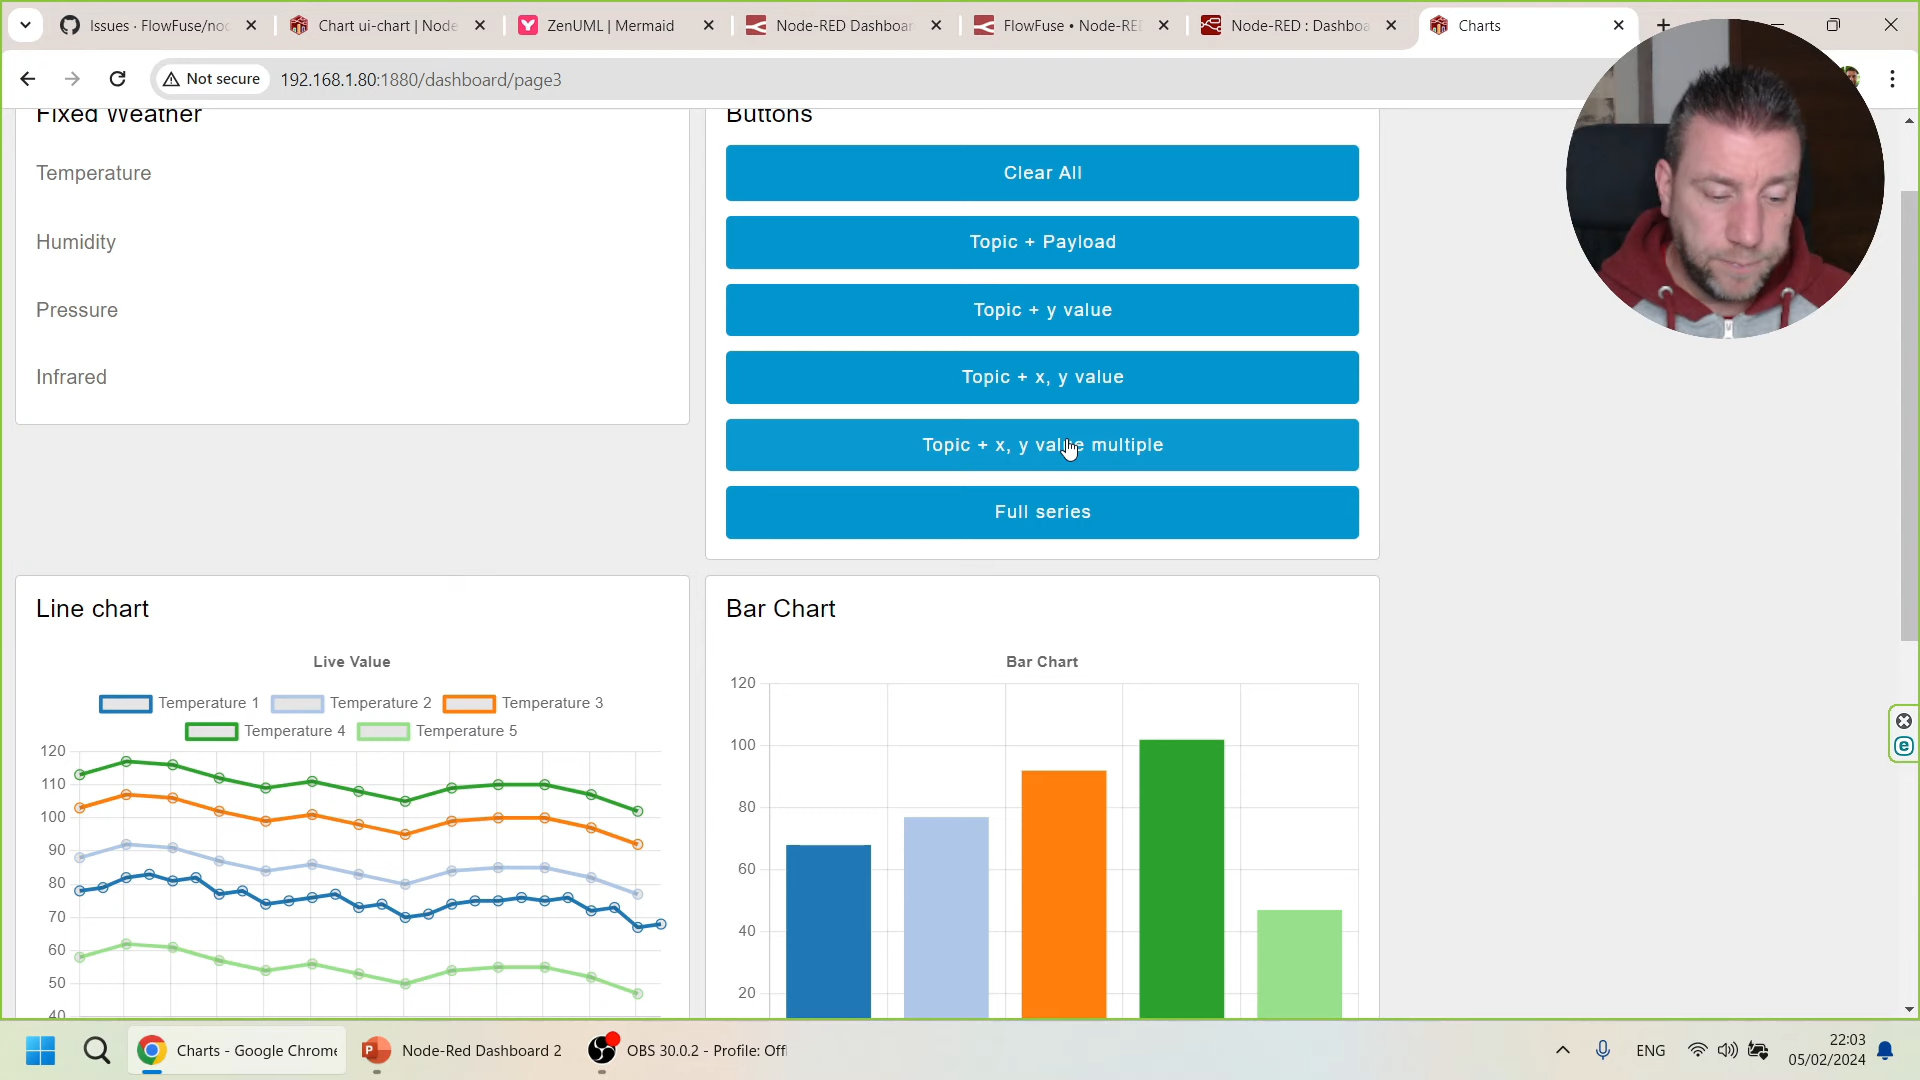 Issues · FlowFuse/no
Chart ui-chart | Node
ZenUML | Mermaid
Node-RED Dashboar
FlowFuse • Node-RE
Node-RED : Dashboa
Charts
Not secure
192.168.1.80:1880/dashboard/page3
Fixed Weather
Temperature
Humidity
Pressure
Infrared
Buttons
Clear All
Topic + Payload
Topic + y value
Topic + x, y value
Topic + x, y value multiple
Full series
Line chart
Live Value
Temperature 1
Temperature 2
Temperature 3
Temperature 4
Temperature 5
120
110
100
90
80
70
60
50
40
Bar Chart
Bar Chart
120
100
80
60
40
20
Charts - Google Chrome
Node-Red Dashboard 2
OBS 30.0.2 - Profile: Off
ENG
22:03
05/02/2024